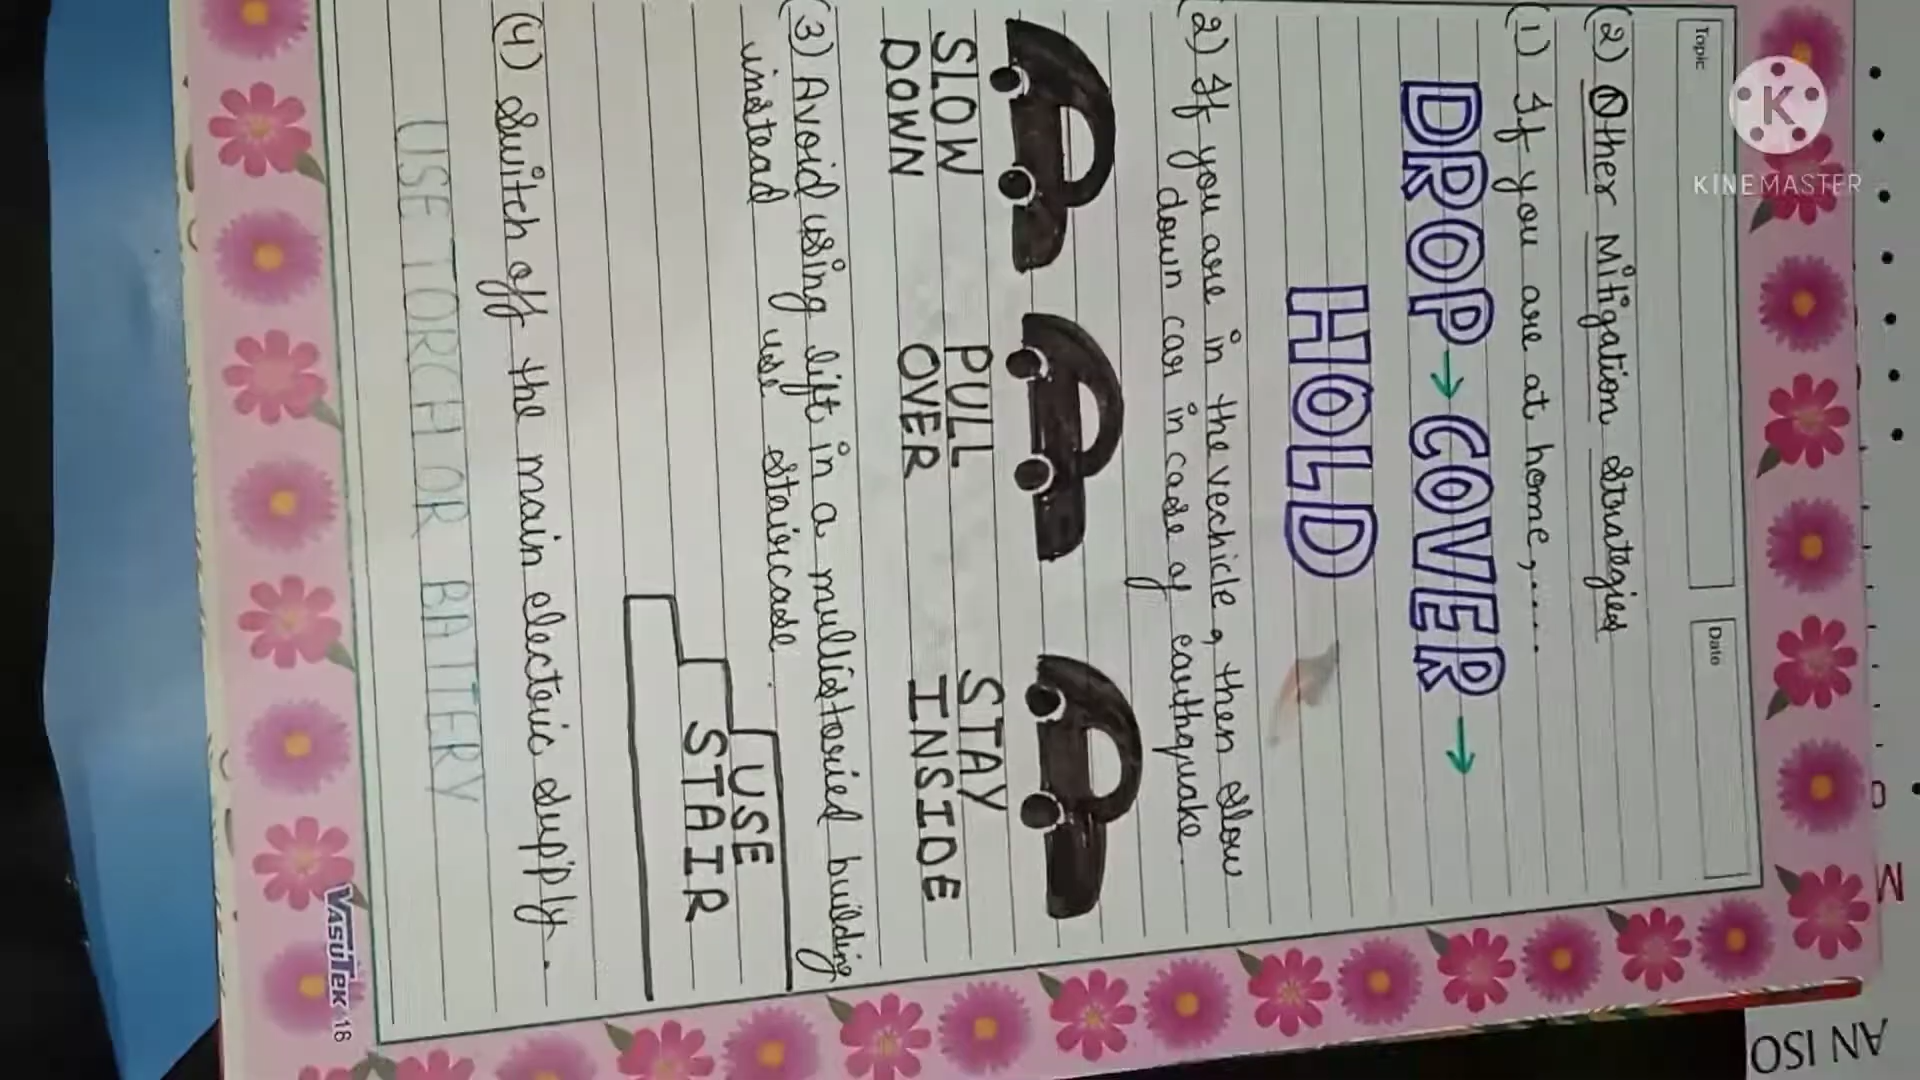 Topic
Date
(2) Other Mitigation Strategies
(1) If you are at home,.....
DROP → COVER →
HOLD
(2) If you are in the vechicle, then slow
down car in case of earthquake.
SLOW DOWN
PULL OVER
STAY INSIDE
(3) Avoid using lift in a multistoried building
instead use staircase.
USE
STAIR
(4) Switch off the main electric supply.
USE TORCH OR BATTERY
VASUTEK 16
K
KINEMASTER
AN ISO